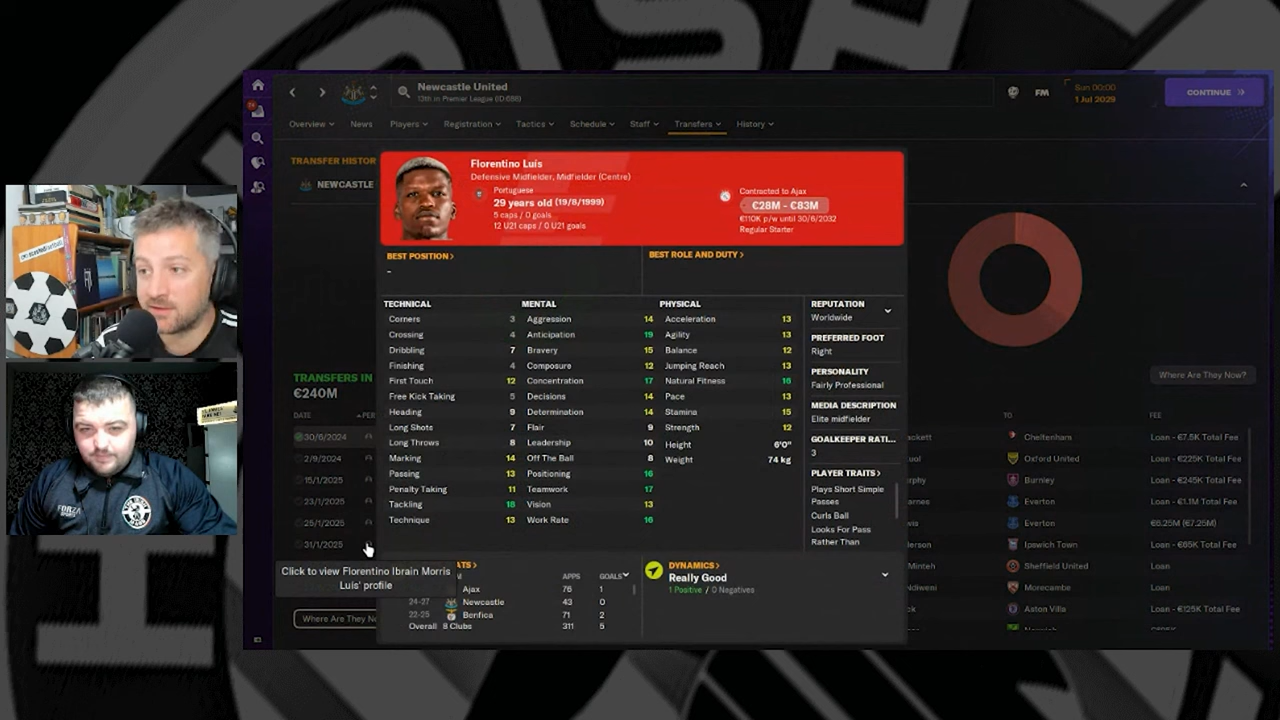 Newcastle United
13th in Premier League (ID:688)
FM
Sun 00:00
1 Jul 2029
CONTINUE
Overview
News
Players
Registration
Tactics
Schedule
Staff
Transfers
History
TRANSFER HISTOR
NEWCASTLE
Florentino Luís
Defensive Midfielder, Midfielder (Centre)
Portuguese
29 years old (19/8/1999)
5 caps / 0 goals
12 U21 caps / 0 U21 goals
Contracted to Ajax
€28M - €83M
€110K p/w until 30/6/2032
Regular Starter
BEST POSITION
-
BEST ROLE AND DUTY
TECHNICAL
Corners 3
Crossing 4
Dribbling 7
Finishing 4
First Touch 12
Free Kick Taking 5
Heading 9
Long Shots 7
Long Throws 8
Marking 14
Passing 13
Penalty Taking 11
Tackling 18
Technique 13
MENTAL
Aggression 14
Anticipation 19
Bravery 15
Composure 12
Concentration 17
Decisions 14
Determination 14
Flair 9
Leadership 10
Off The Ball 8
Positioning 16
Teamwork 17
Vision 13
Work Rate 16
PHYSICAL
Acceleration 13
Agility 13
Balance 12
Jumping Reach 13
Natural Fitness 16
Pace 13
Stamina 15
Strength 12
Height 6'0"
Weight 74 kg
REPUTATION
Worldwide
PREFERRED FOOT
Right
PERSONALITY
Fairly Professional
MEDIA DESCRIPTION
Elite midfielder
GOALKEEPER RATI...
3
PLAYER TRAITS
Plays Short Simple
Passes
Curls Ball
Looks For Pass
Rather Than
TRANSFERS IN
€240M
DATE
30/6/2024
2/9/2024
15/1/2025
23/1/2025
25/1/2025
31/1/2025
Click to view Florentino Ibrain Morris
Luis' profile
Where Are They No
ATS
APPS GOALS
Ajax 76 1
24-27 Newcastle 43 0
22-25 Benfica 71 2
Overall 8 Clubs 311 5
DYNAMICS
Really Good
1 Positive / 0 Negatives
Where Are They Now?
TO FEE
Cheltenham Loan - €7.5K Total Fee
Oxford United Loan - €225K Total Fee
Burnley Loan - €245K Total Fee
Everton Loan - €1.1M Total Fee
Everton €6.25M (€7.25M)
Ipswich Town Loan - €65K Total Fee
Sheffield United Loan
Morecambe Loan
Aston Villa Loan - €125K Total Fee
FORZA